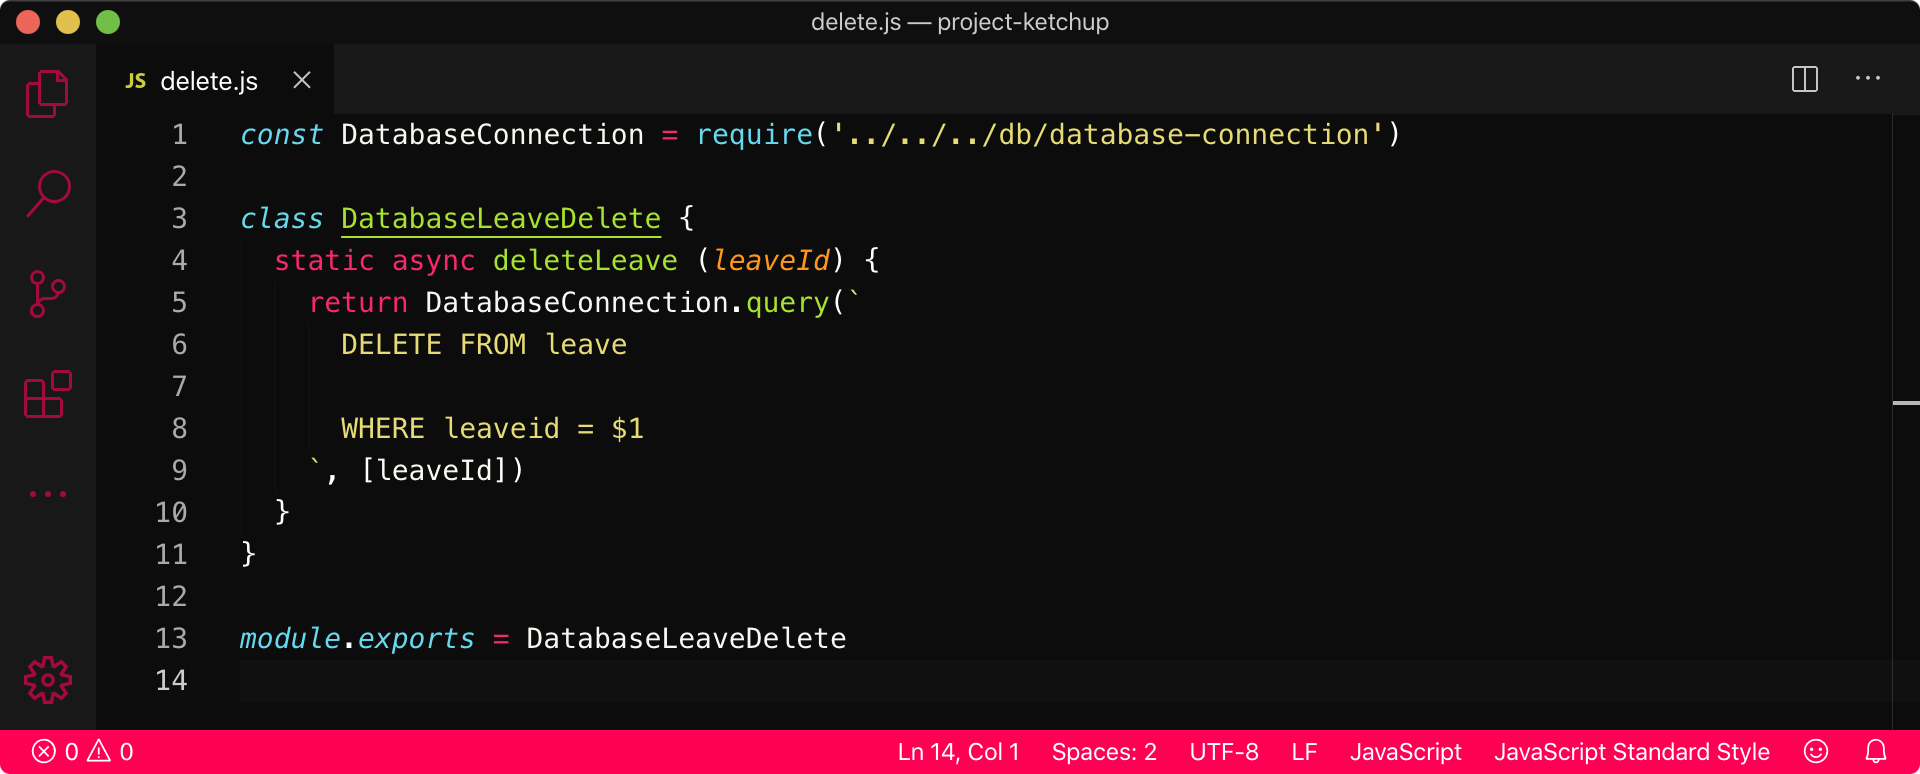 delete.js — project-ketchup
JS delete.js
1 const DatabaseConnection = require('../../../db/database-connection')
2
3 class DatabaseLeaveDelete {
4   static async deleteLeave (leaveId) {
5     return DatabaseConnection.query(`
6       DELETE FROM leave
7
8       WHERE leaveid = $1
9     `, [leaveId])
10   }
11 }
12
13 module.exports = DatabaseLeaveDelete
14
0 0 Ln 14, Col 1 Spaces: 2 UTF-8 LF JavaScript JavaScript Standard Style